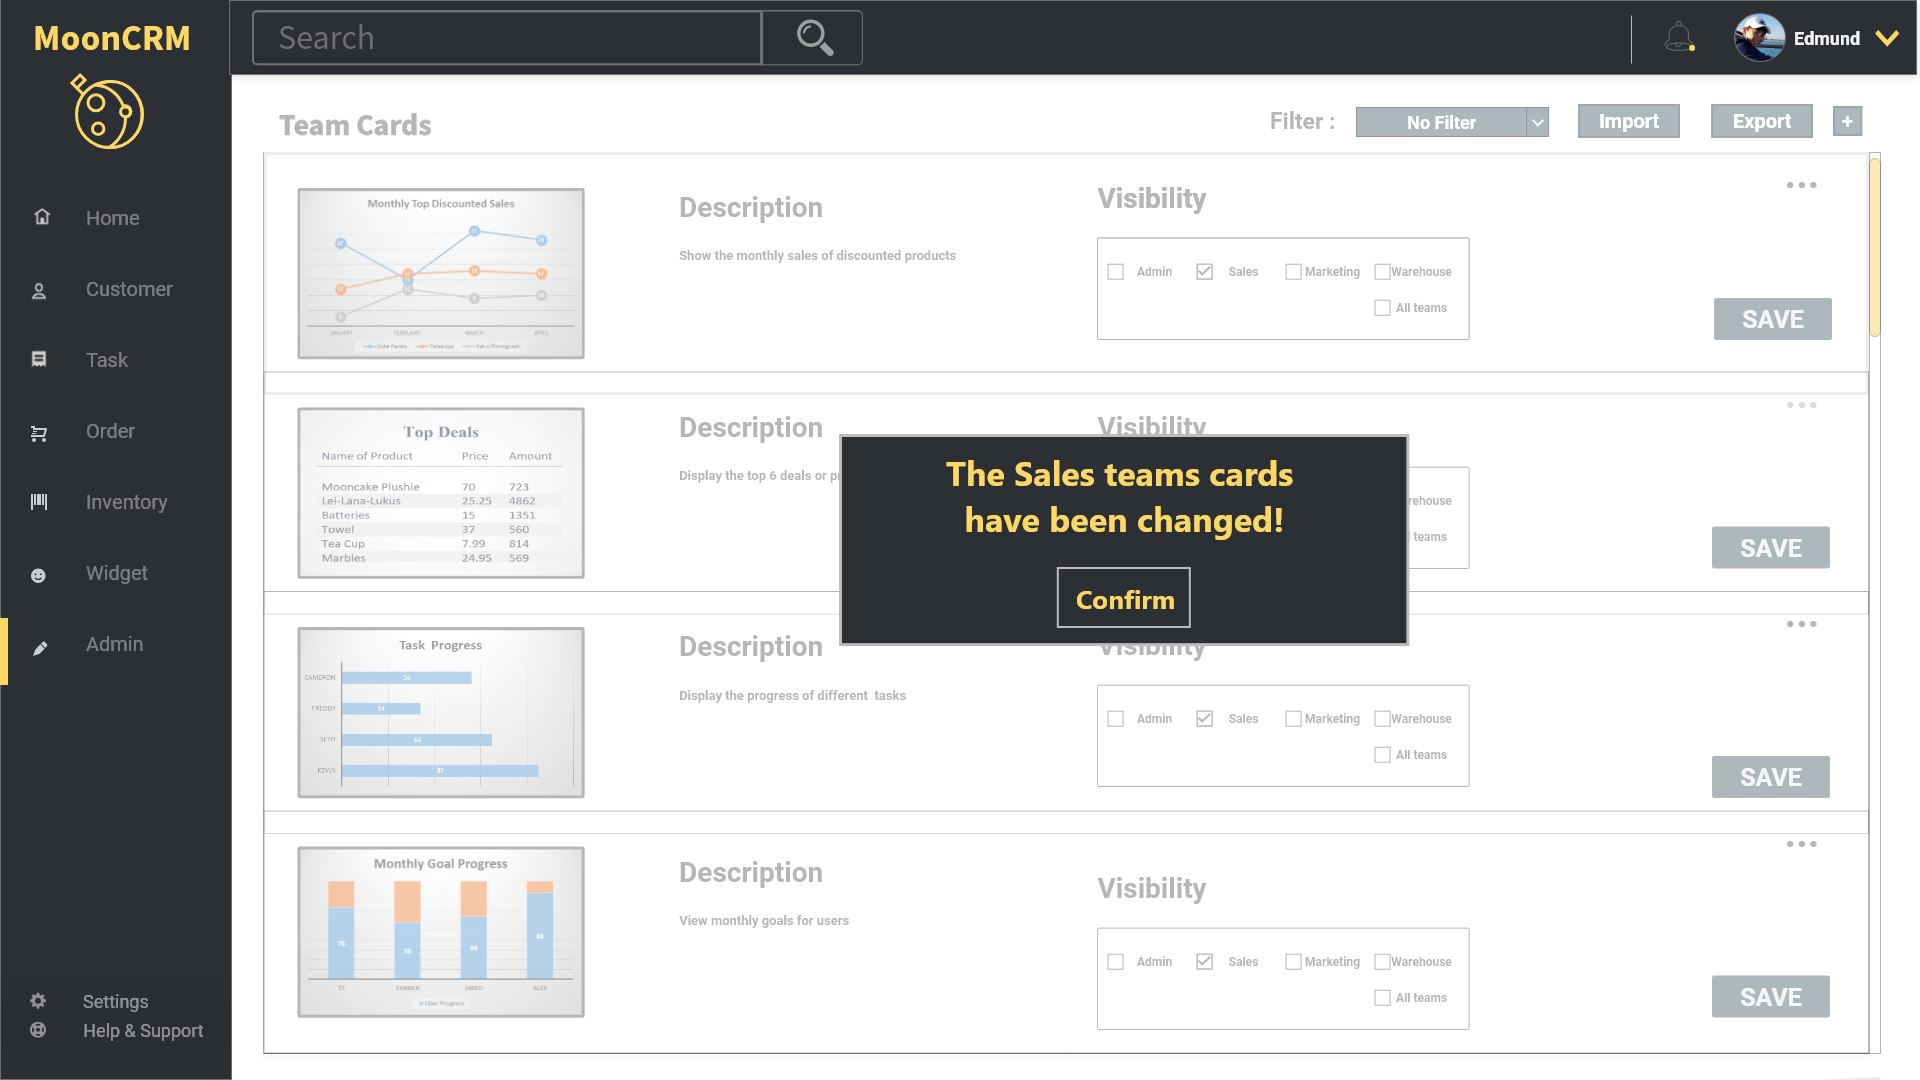 MoonCRM
Search
Edmund
Home
Customer
Task
Order
Inventory
Widget
Admin
Settings
Help & Support
Team Cards
Filter :
No Filter
Import
Export
+
Monthly Top Discounted Sales
JANUARY FEBRUARY MARCH APRIL
Solar Panels Telescope Retro Phonograph
Description
Show the monthly sales of discounted products
Visibility
Admin Sales Marketing Warehouse
All teams
SAVE
Top Deals
Name of Product Price Amount
Mooncake Plushie 70 723
Lei-Lana-Lukus 25.25 4862
Batteries 15 1351
Towel 37 560
Tea Cup 7.99 814
Marbles 24.95 569
Description
Display the top 6 deals or
Visibility
rehouse
teams
SAVE
The Sales teams cards
have been changed!
Confirm
Task Progress
CAMERON 56
FREDDY 34
SETH 65
KEVIN 85
Description
Display the progress of different tasks
Visibility
Admin Sales Marketing Warehouse
All teams
SAVE
Monthly Goal Progress
TY TANNER JARED ALEX
User Progress
Description
View monthly goals for users
Visibility
Admin Sales Marketing Warehouse
All teams
SAVE